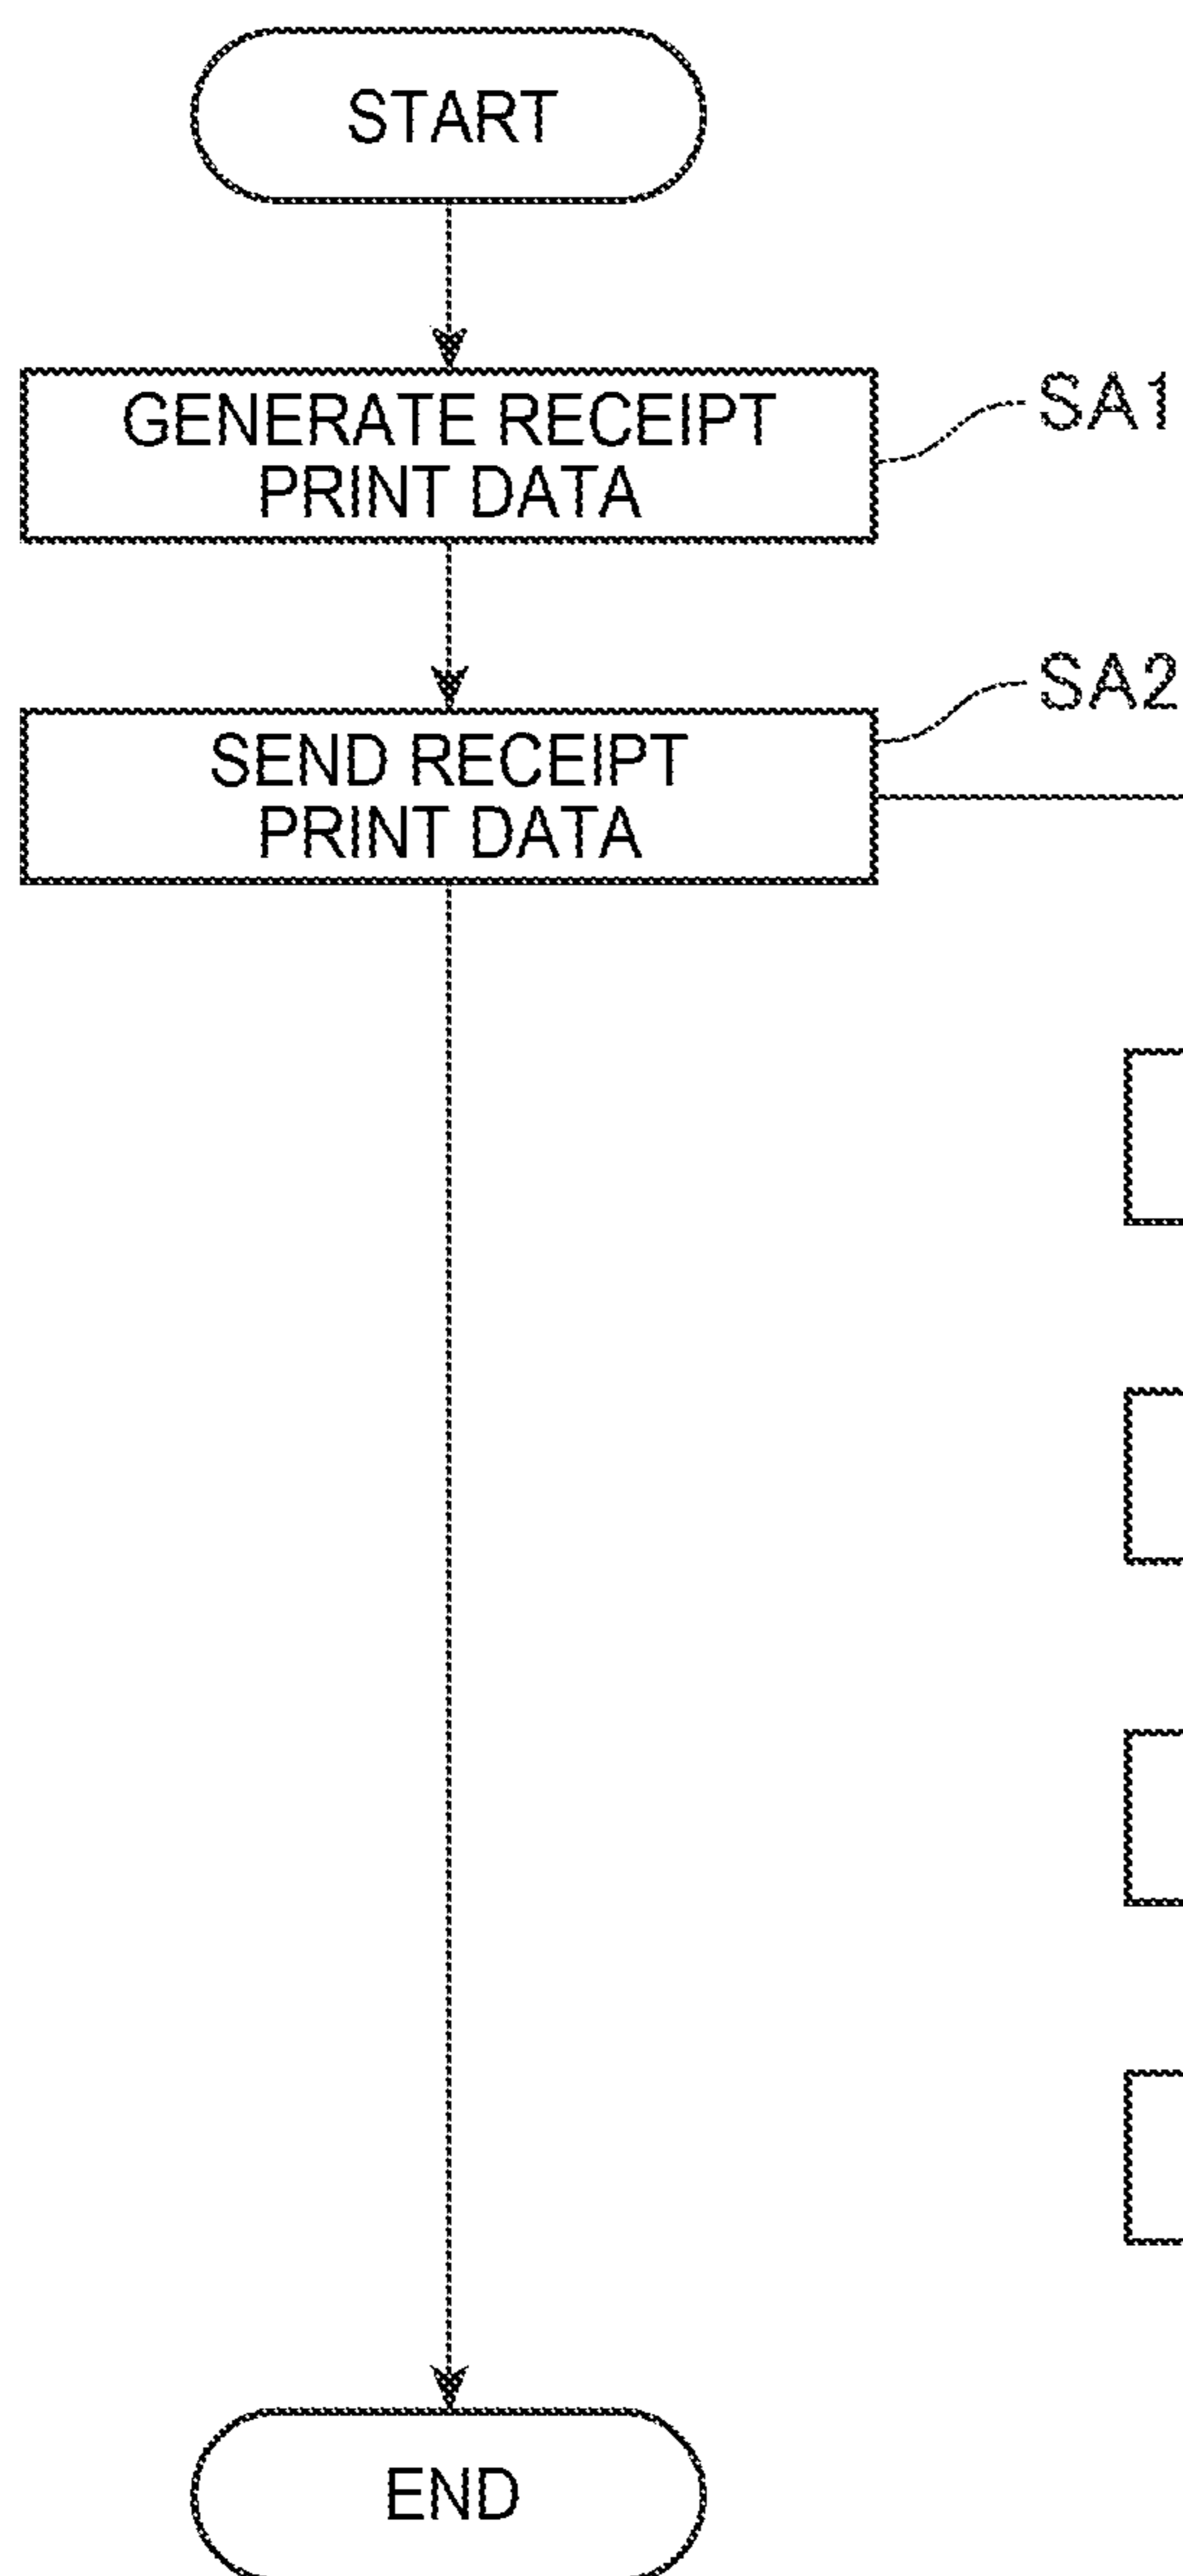 START
GENERATE RECEIPT
PRINT DATA
SA1
SEND RECEIPT
PRINT DATA
SA2
END